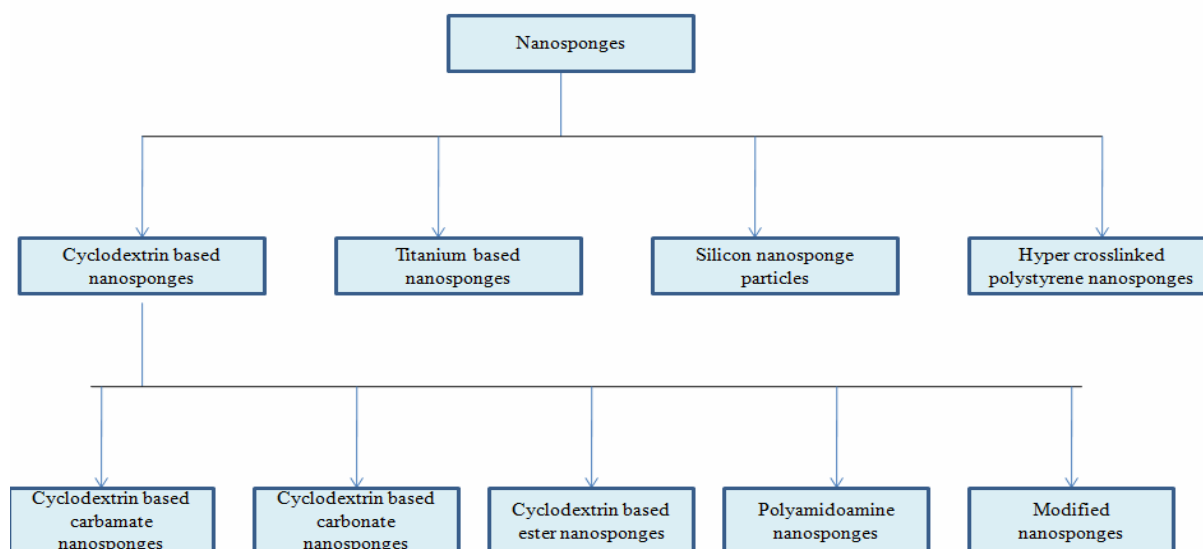 Nanosponges
Cyclodextrin based
nanosponges
Titanium based
nanosponges
Silicon nanosponge
particles
Hyper crosslinked
polystyrene nanosponges
Cyclodextrin based
carbamate
nanosponges
Cyclodextrin based
carbonate
nanosponges
Cyclodextrin based
ester nanosponges
Polyamidoamine
nanosponges
Modified
nanosponges